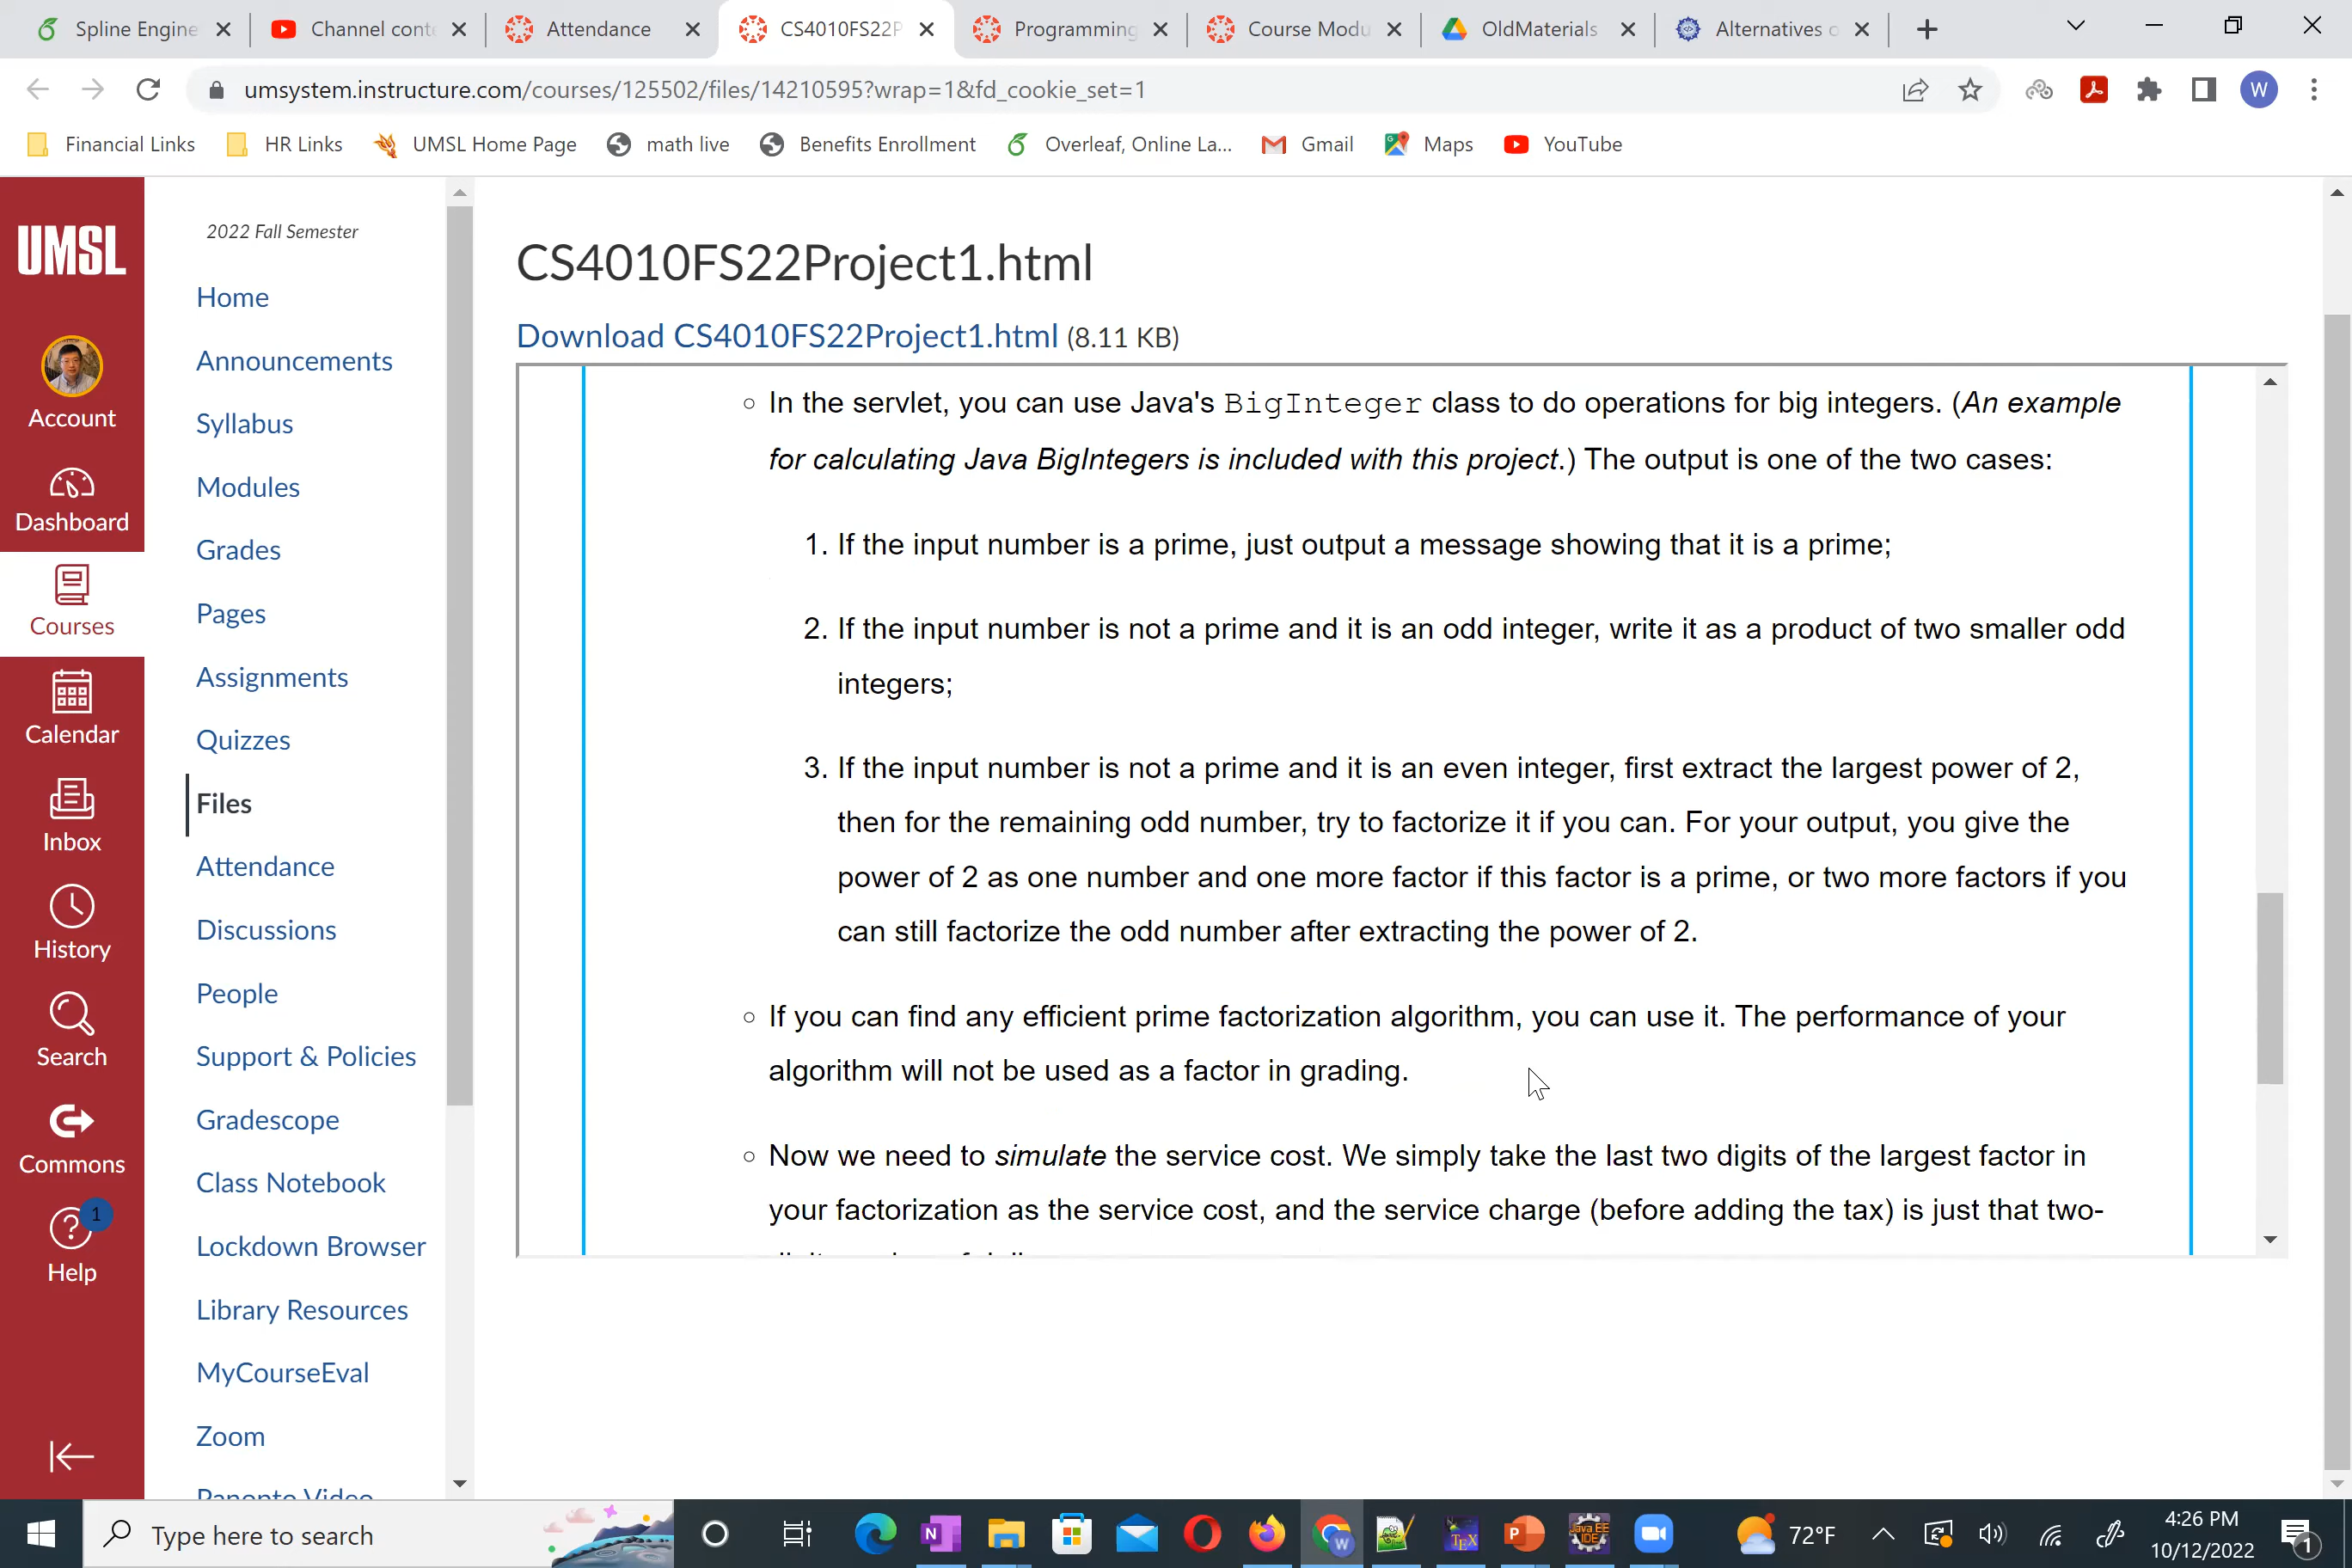 Spline Engine
Channel conte
Attendance
CS4010FS22P
Programming
Course Modu
OldMaterials
Alternatives o
umsystem.instructure.com/courses/125502/files/14210595?wrap=1&fd_cookie_set=1
W
Financial Links
HR Links
UMSL Home Page
math live
Benefits Enrollment
Overleaf, Online La...
Gmail
Maps
YouTube
UMSL
Account
Dashboard
Courses
Calendar
Inbox
History
Search
Commons
1
Help
2022 Fall Semester
Home
Announcements
Syllabus
Modules
Grades
Pages
Assignments
Quizzes
Files
Attendance
Discussions
People
Support & Policies
Gradescope
Class Notebook
Lockdown Browser
Library Resources
MyCourseEval
Zoom
Panopto Video
CS4010FS22Project1.html
Download CS4010FS22Project1.html (8.11 KB)
In the servlet, you can use Java's BigInteger class to do operations for big integers. (An example
for calculating Java BigIntegers is included with this project.) The output is one of the two cases:
1. If the input number is a prime, just output a message showing that it is a prime;
2. If the input number is not a prime and it is an odd integer, write it as a product of two smaller odd
integers;
3. If the input number is not a prime and it is an even integer, first extract the largest power of 2,
then for the remaining odd number, try to factorize it if you can. For your output, you give the
power of 2 as one number and one more factor if this factor is a prime, or two more factors if you
can still factorize the odd number after extracting the power of 2.
If you can find any efficient prime factorization algorithm, you can use it. The performance of your
algorithm will not be used as a factor in grading.
Now we need to simulate the service cost. We simply take the last two digits of the largest factor in
your factorization as the service cost, and the service charge (before adding the tax) is just that two-
Type here to search
72°F
4:26 PM
10/12/2022
1